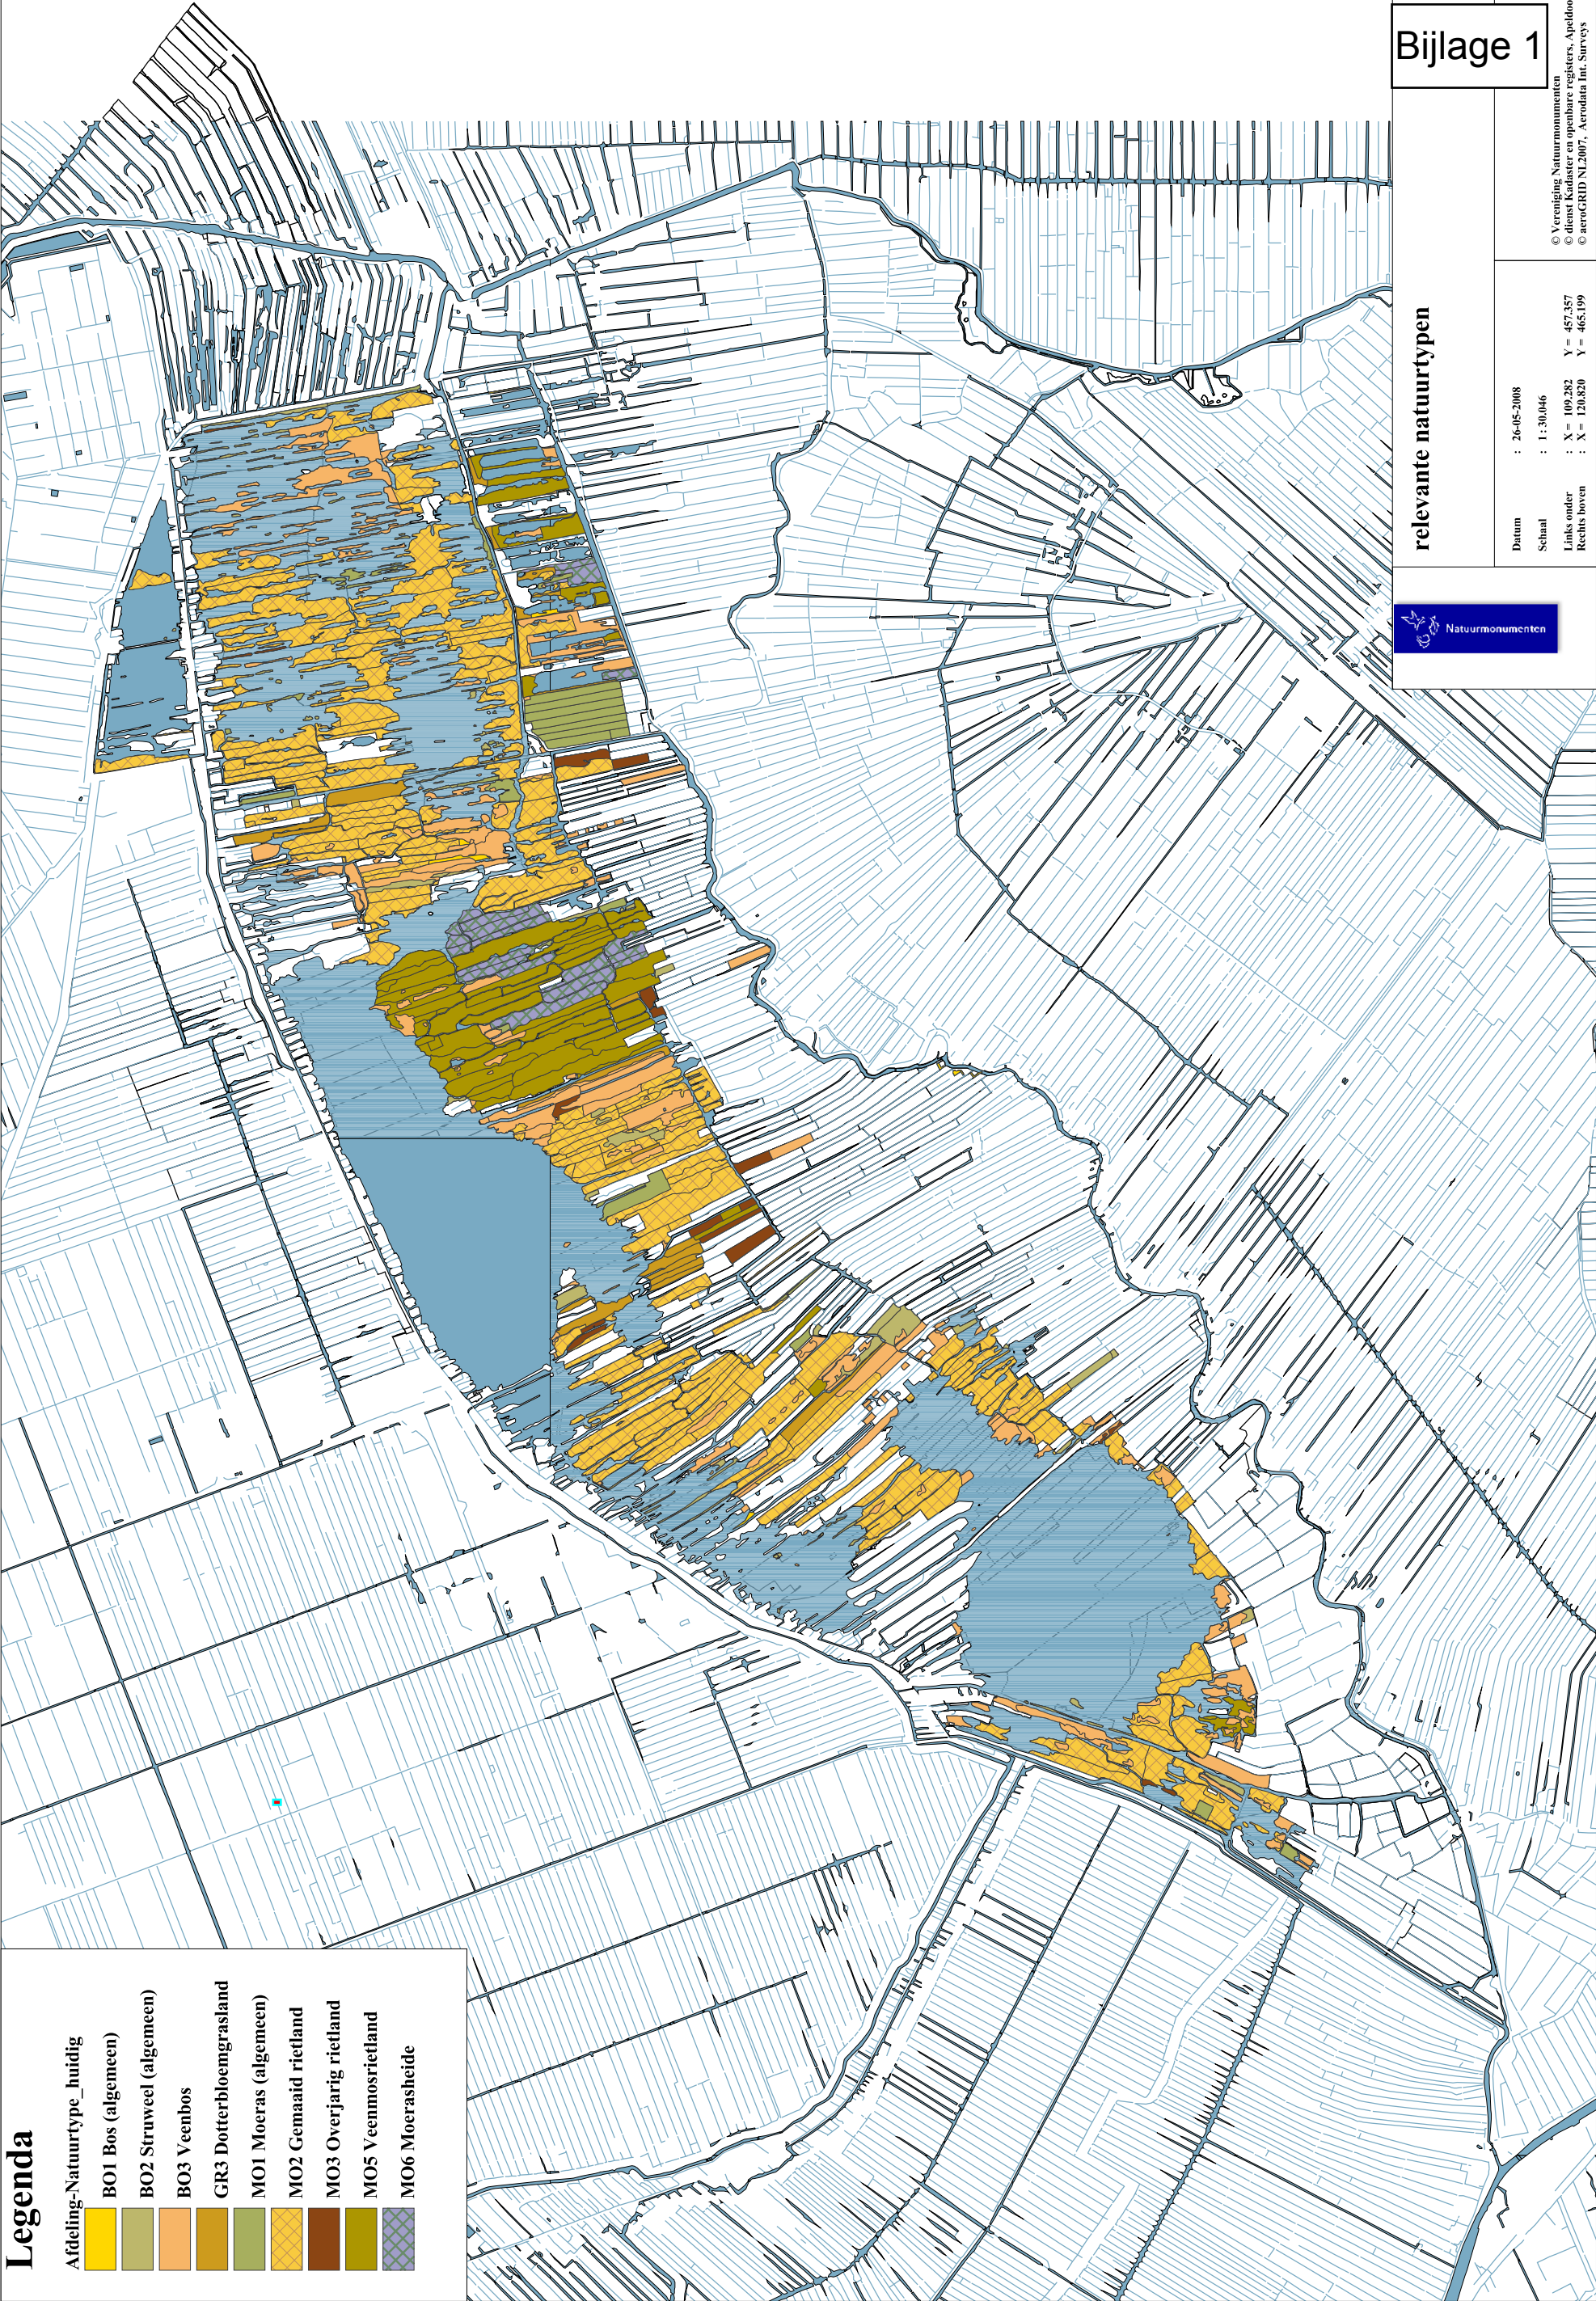 Bijlage 1
Legenda
Afdeling-Natuurtype_huidig
BO1 Bos (algemeen)
BO2 Struweel (algemeen)
BO3 Veenbos
GR3 Dotterbloemgrasland
MO1 Moeras (algemeen)
MO2 Gemaaid rietland
MO3 Overjarig rietland
MO5 Veenmosrietland
MO6 Moerasheide
Natuurmonumenten
relevante natuurtypen
Datum : 26-05-2008
Schaal : 1 : 30.046
Links onder : X = 109.282 Y = 457.357
Rechts boven : X = 120.820 Y = 465.199
© Vereniging Natuurmonumenten
© dienst Kadaster en openbare registers, Apeldoo
© aeroGRID NL2007, Aerodata Int. Surveys